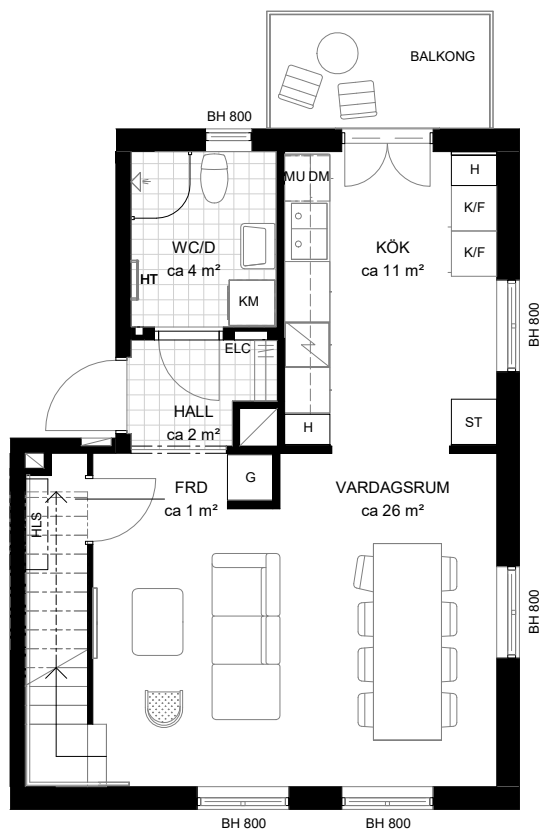 BALKONG
BH 800
MU DM
H
K/F
K/F
WC/D
ca 4 m²
KÖK
ca 11 m²
HT
KM
BH 800
ELC
HALL
ca 2 m²
H
ST
FRD
ca 1 m²
G
VARDAGSRUM
ca 26 m²
HLS
BH 800
BH 800
BH 800